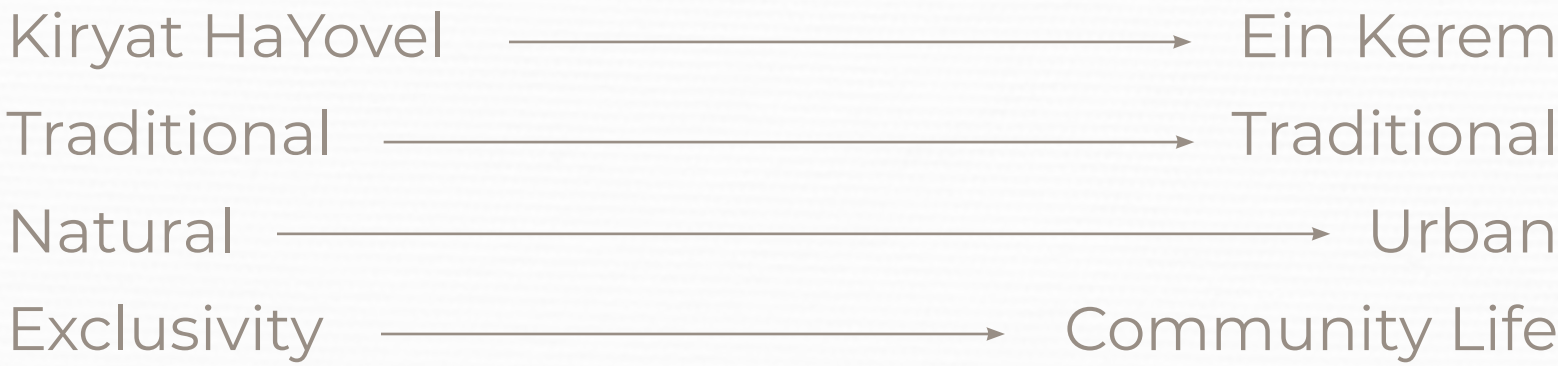 Kiryat HaYovel → Ein Kerem
Traditional → Traditional
Natural → Urban
Exclusivity → Community Life